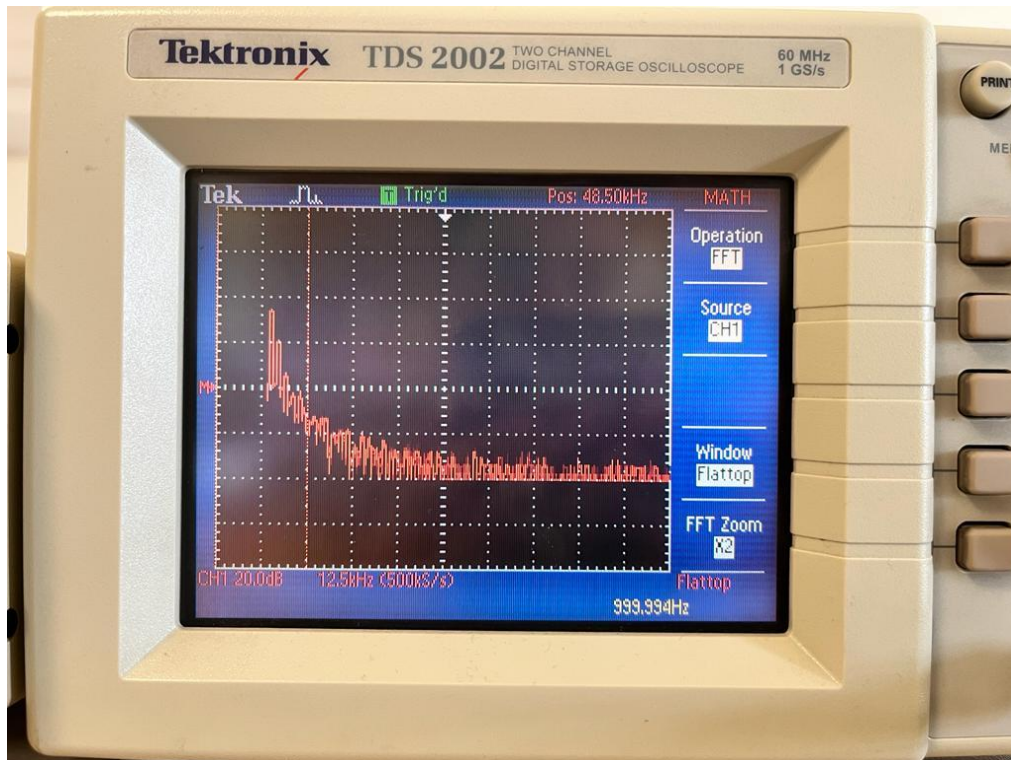 Tektronix TDS 2002 TWO CHANNEL DIGITAL STORAGE OSCILLOSCOPE 60 MHz 1 GS/s
PRINT
Tek T Trig'd Pos: 48.50kHz MATH
Operation
FFT
Source
CH1
M
Window
Flattop
FFT Zoom
X2
CH1 20.0dB 12.5kHz (500kS/s) Flattop
999.994Hz